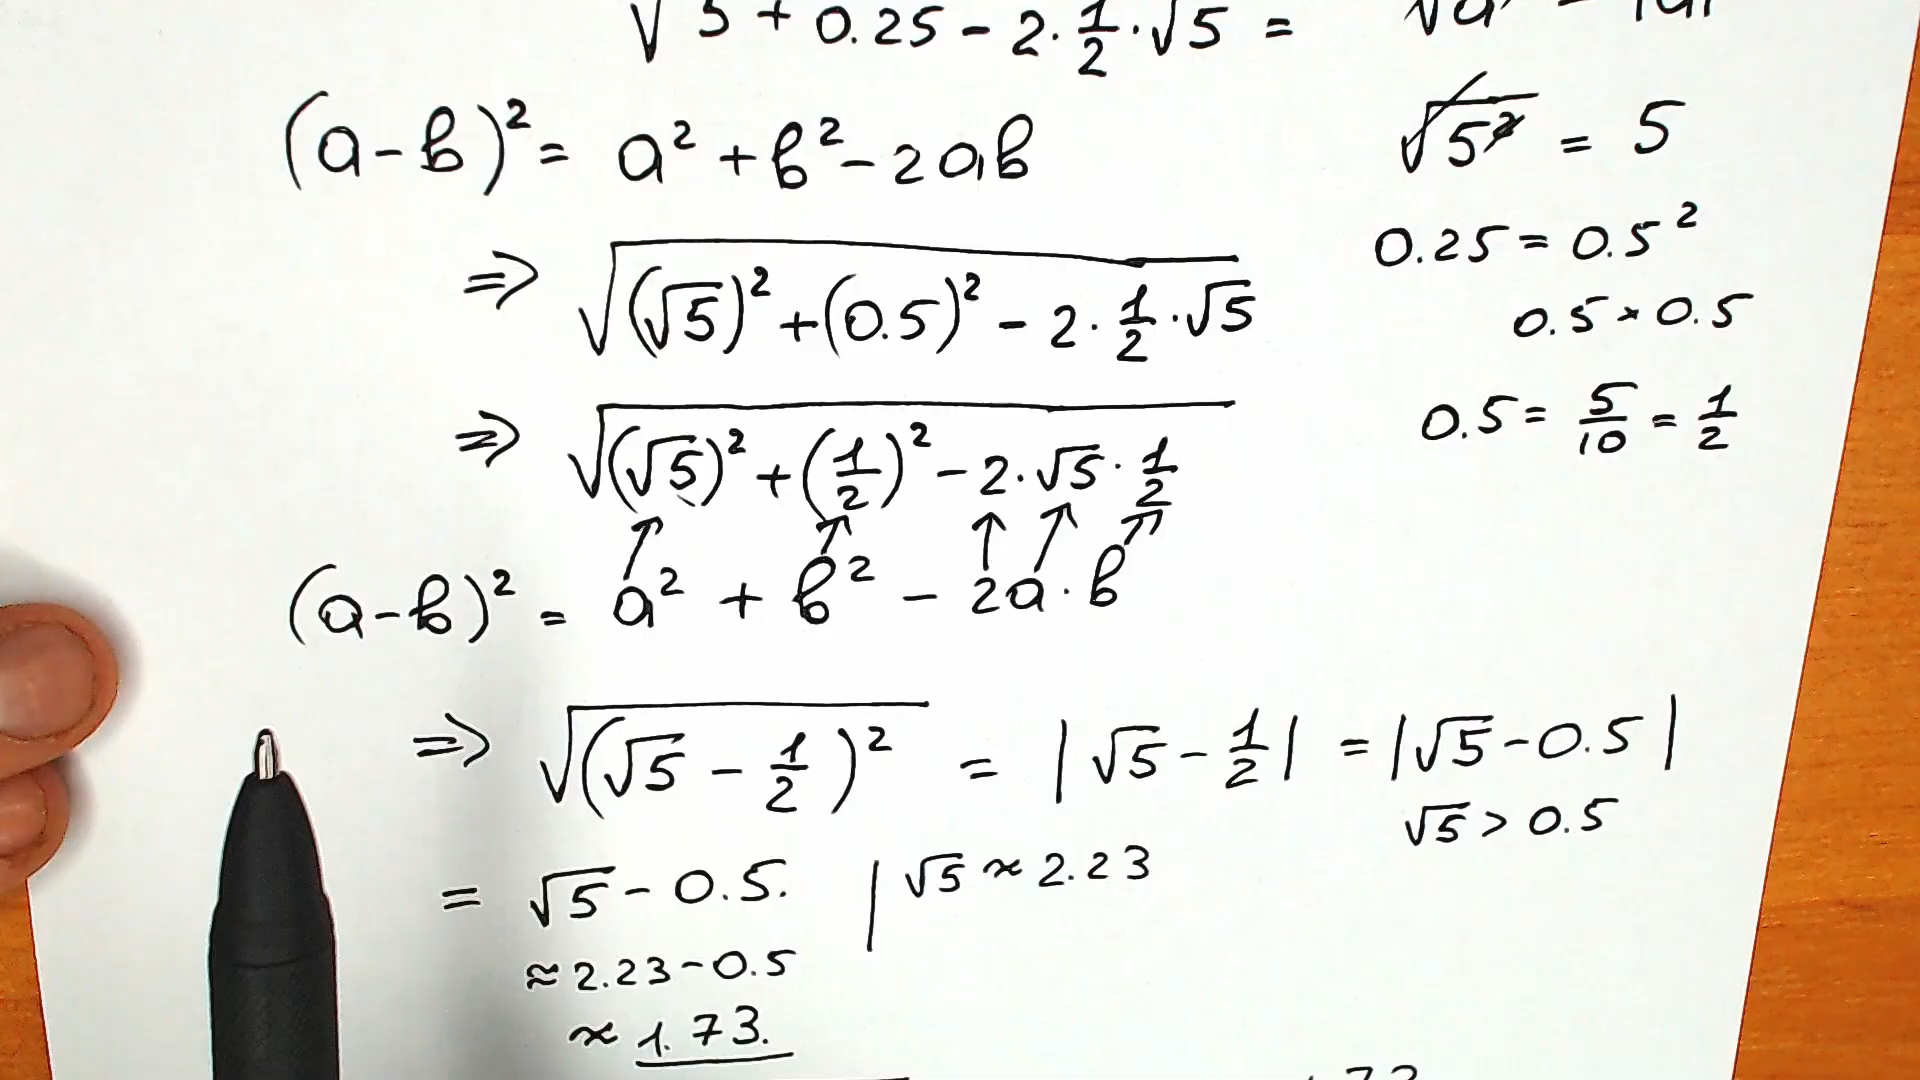 √5 + 0.25 - 2·1/2·√5 =
(a-b)² = a² + b² - 2ab
√5² = 5
⇒ √((√5)² + (0.5)² - 2·1/2·√5
0.25 = 0.5²
0.5 × 0.5
⇒ √((√5)² + (1/2)² - 2·√5·1/2
0.5 = 5/10 = 1/2
(a-b)² = a² + b² - 2a·b
⇒ √(√5 - 1/2)² = |√5 - 1/2| = |√5 - 0.5|
√5 > 0.5
= √5 - 0.5. | √5 ≈ 2.23
≈ 2.23 - 0.5
≈ 1.73.